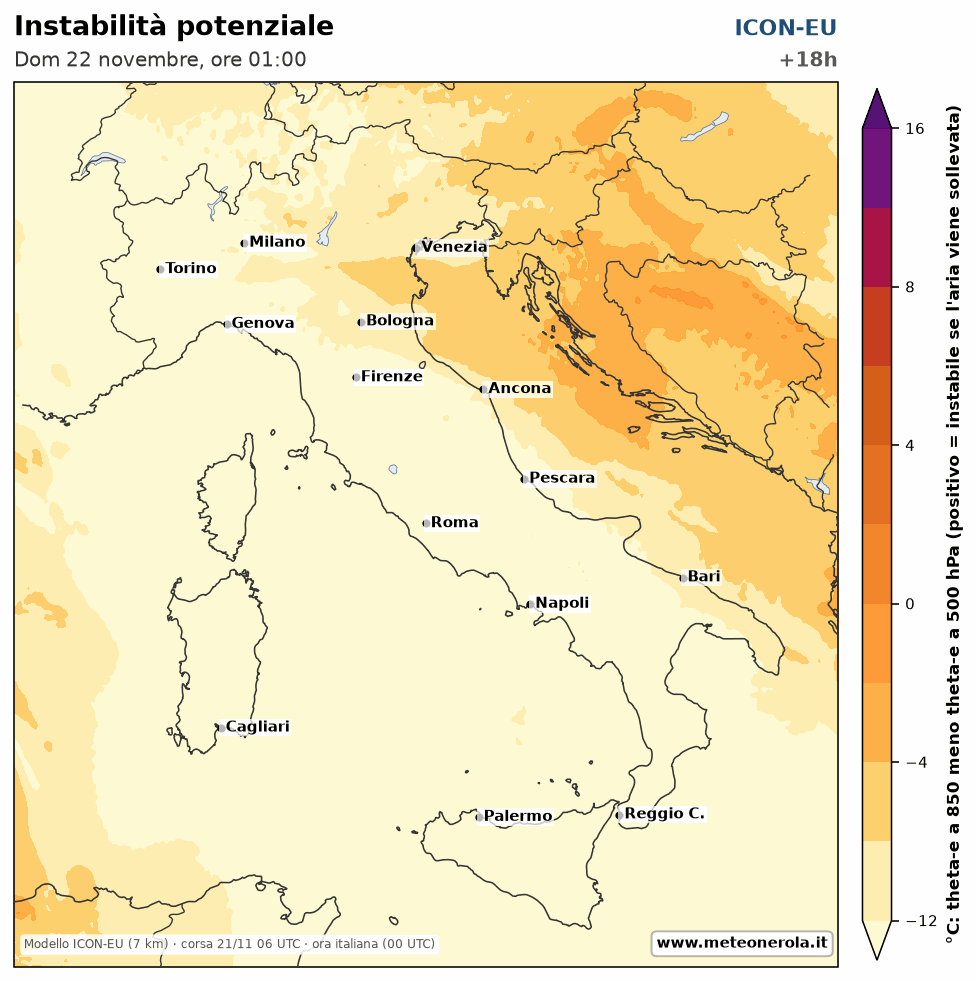 Instabilità potenziale
ICON-EU
Dom 22 novembre, ore 01:00
+18h
Milano
Venezia
Torino
Genova
Bologna
Firenze
Ancona
Pescara
Roma
Bari
Napoli
Cagliari
Palermo
Reggio C.
Modello ICON-EU (7 km) · corsa 21/11 06 UTC · ora italiana (00 UTC)
www.meteonerola.it
16
8
4
0
−4
−12
°C: theta-e a 850 meno theta-e a 500 hPa (positivo = instabile se l'aria viene sollevata)